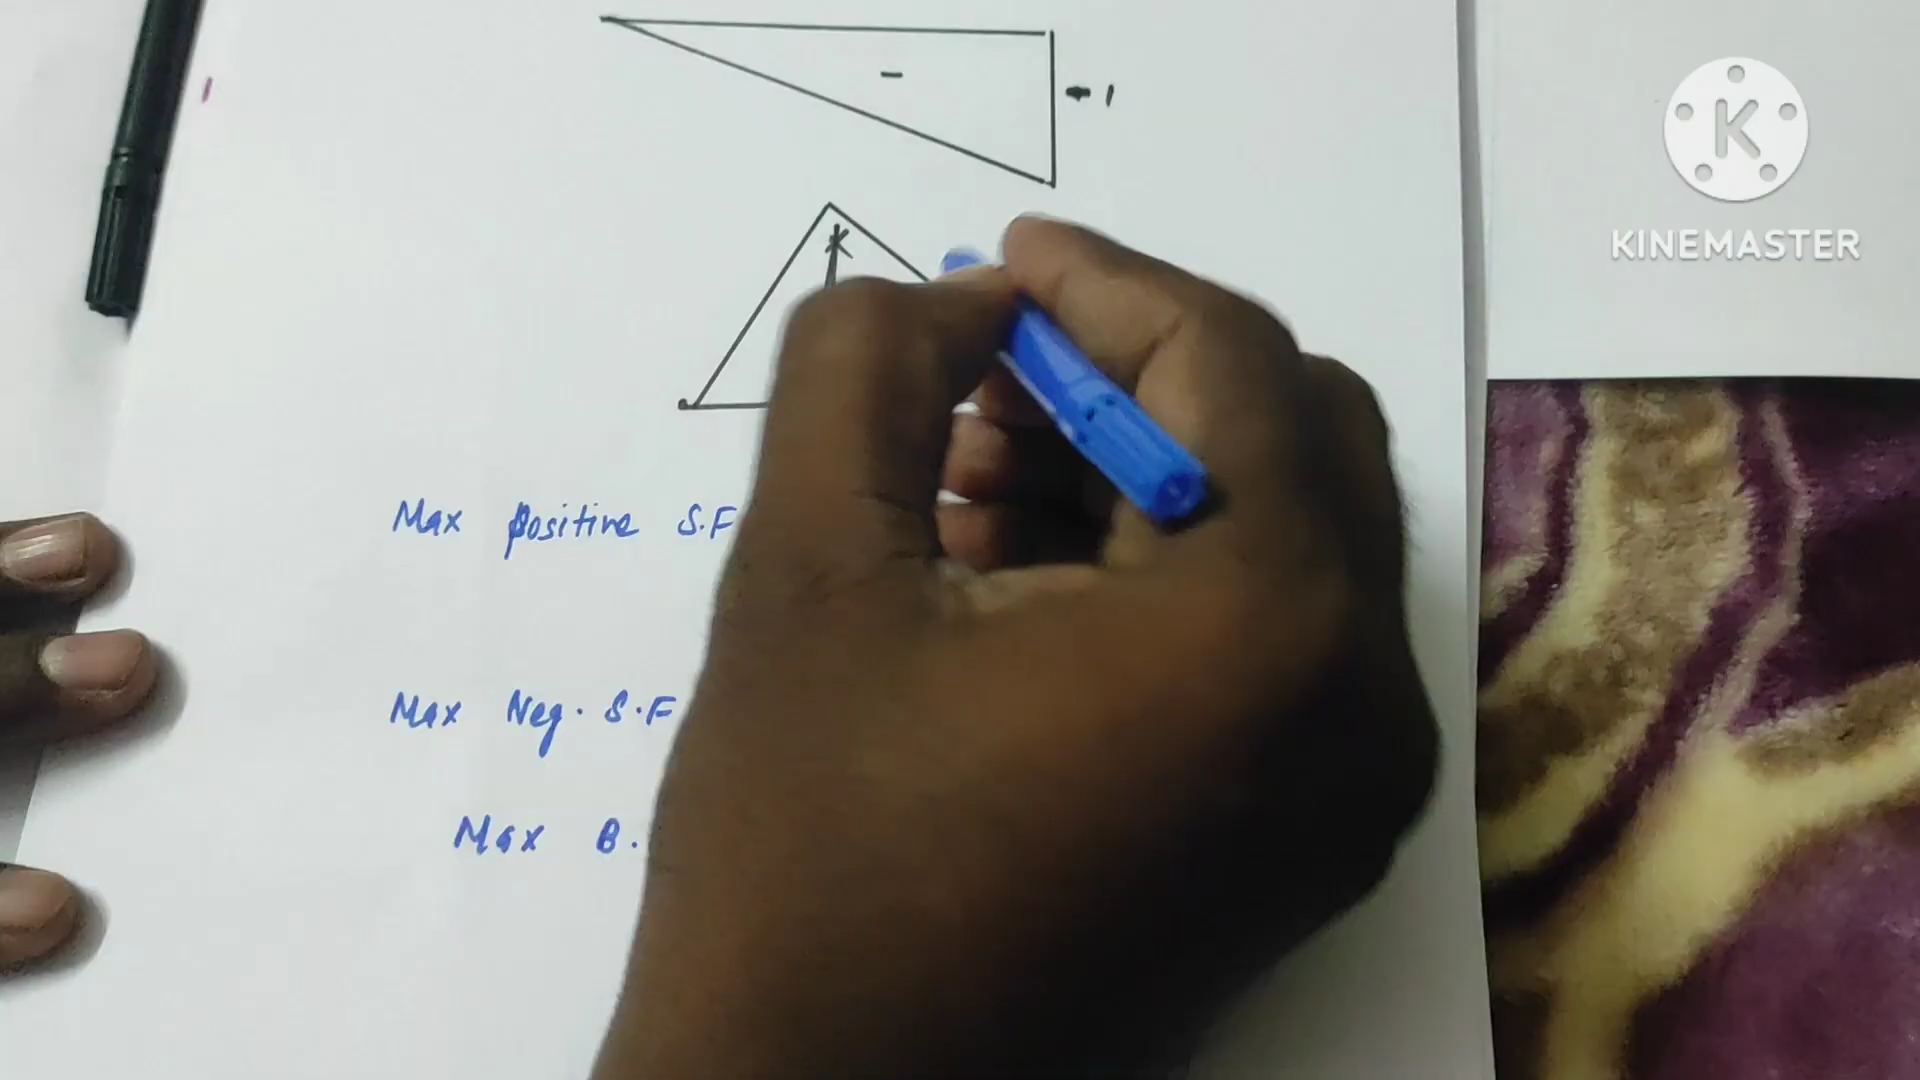 -
- 1
Max positive S.F
Max Neg. S.F
Max B.
K
KINEMASTER